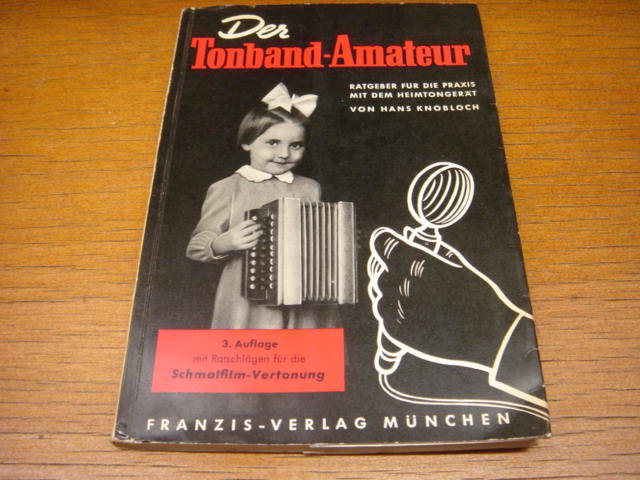 Der
Tonband-Amateur
RATGEBER FÜR DIE PRAXIS
MIT DEM HEIMTONGERÄT
VON HANS KNOBLOCH
3. Auflage
mit Ratschlägen für die
Schmalfilm-Vertonung
FRANZIS-VERLAG MÜNCHEN